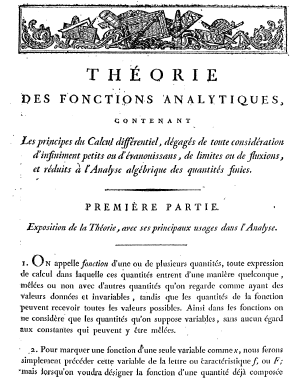 THÉORIE
DES FONCTIONS ANALYTIQUES,
CONTENANT
Les principes du Calcul différentiel, dégagés de toute considération
d'infiniment petits ou d'évanouissans, de limites ou de fluxions,
et réduits à l'Analyse algébrique des quantités finies.
PREMIÈRE PARTIE.
Exposition de la Théorie, avec ses principaux usages dans l'Analyse.
1. ON appelle fonction d'une ou de plusieurs quantités, toute expression
de calcul dans laquelle ces quantités entrent d'une manière quelconque,
mêlées ou non avec d'autres quantités qu'on regarde comme ayant des
valeurs données et invariables, tandis que les quantités de la fonction
peuvent recevoir toutes les valeurs possibles. Ainsi dans les fonctions on
ne considère que les quantités qu'on suppose variables, sans aucun égard
aux constantes qui peuvent y être mêlées.
2. Pour marquer une fonction d'une seule variable comme x, nous ferons
simplement précéder cette variable de la lettre ou caractéristique f, ou F;
mais lorsqu'on voudra désigner la fonction d'une quantité déjà composée